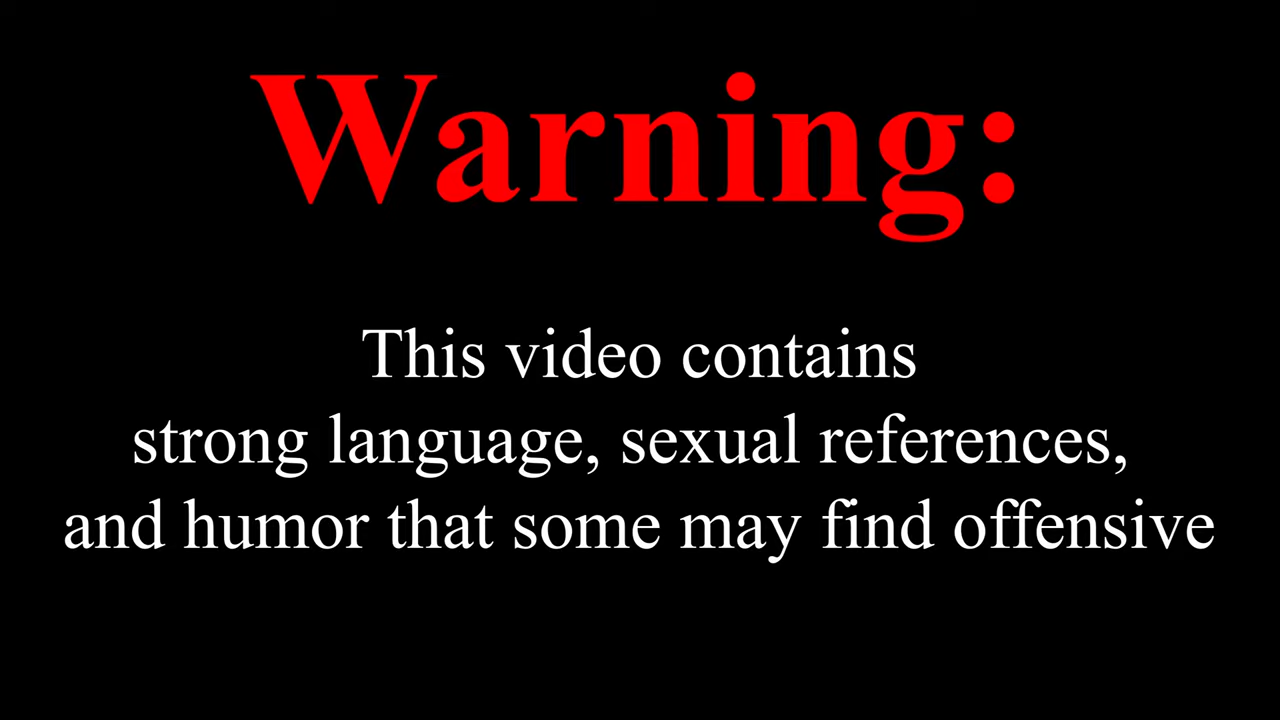 Warning:
This video contains
strong language, sexual references,
and humor that some may find offensive